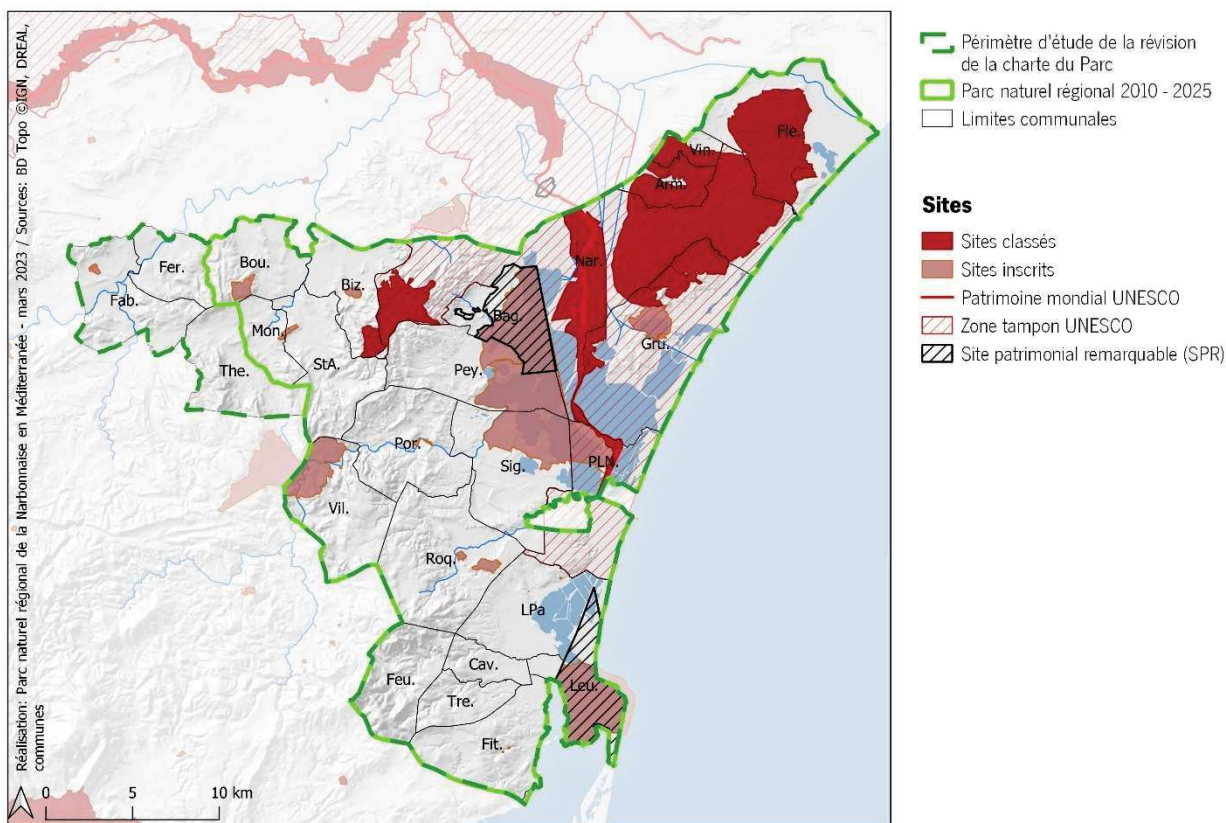 Réalisation: Parc naturel régional de la Narbonnaise en Méditerranée - mars 2023 / Sources: BD Topo ©IGN, DREAL,
communes
Fle.
Vin.
Arm.
Nar.
Fer.
Bou.
Fab.
Biz.
Bag.
Gru.
Mon.
StA.
The.
Pey.
Por.
Sig.
PLN.
Vil.
Roq.
LPa
Cav.
Feu.
Leu.
Tre.
Fit.
0 5 10 km
Périmètre d'étude de la révision
de la charte du Parc
Parc naturel régional 2010 - 2025
Limites communales
Sites
Sites classés
Sites inscrits
Patrimoine mondial UNESCO
Zone tampon UNESCO
Site patrimonial remarquable (SPR)